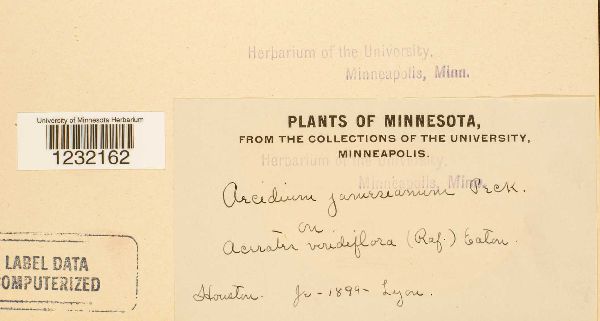 Herbarium of the University.
Minneapolis, Minn.
University of Minnesota Herbarium
1232162
PLANTS OF MINNESOTA,
FROM THE COLLECTIONS OF THE UNIVERSITY,
MINNEAPOLIS.
Herbarium of the University.
Minneapolis, Minn.
Aecidium jamesianum Peck.
on
Acerates viridiflora (Raf.) Eaton.
Houston. Je - 1899 - Lyon.
LABEL DATA
COMPUTERIZED